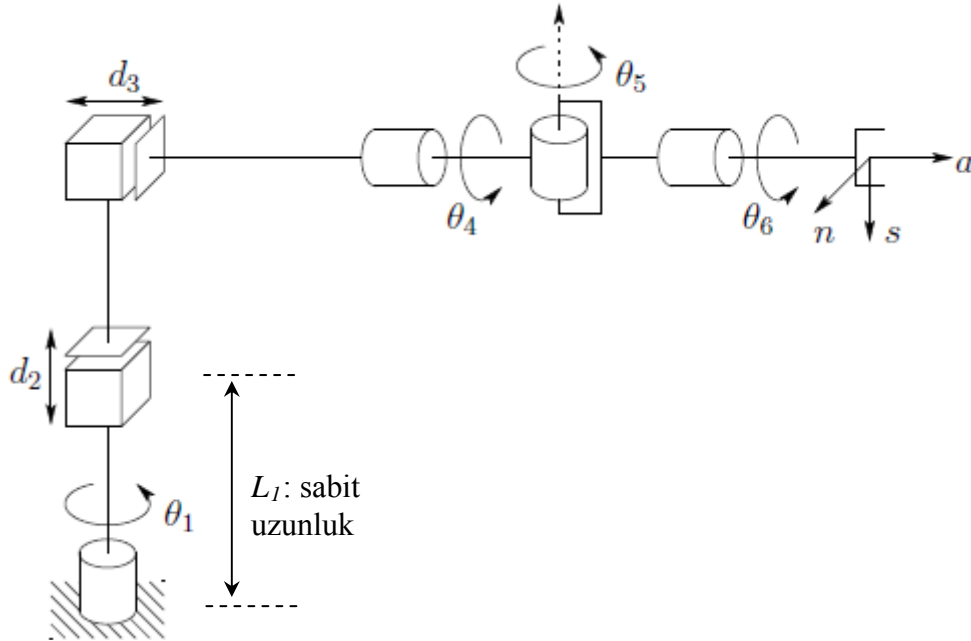 d₃
θ₅
a
θ₄
θ₆
n
s
d₂
L₁: sabit
uzunluk
θ₁